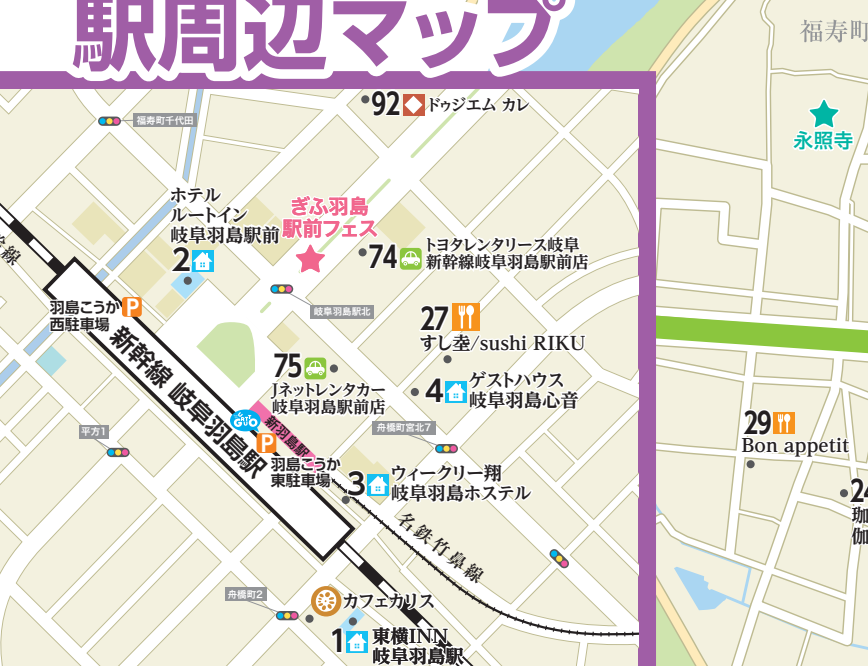 駅周辺マップ
福寿町
永照寺
92 ドゥジエム カレ
福寿町千代田
ホテル
ルートイン
岐阜羽島駅前
2
ぎふ羽島
駅前フェス
74 トヨタレンタリース岐阜
新幹線岐阜羽島駅前店
幹線
羽島こうか P
西駐車場
岐阜羽島駅北
27
すし /sushi RIKU
新幹線 岐阜羽島駅
75
Jネットレンタカー
岐阜羽島駅前店
4 ゲストハウス
岐阜羽島心音
29
Bon appetit
新羽島駅
P
羽島こうか
東駐車場
舟橋町宮北7
平方1
3 ウィークリー翔
岐阜羽島ホステル
24
珈
伽
名鉄竹鼻線
舟橋町2
カフェカリス
1 東横INN
岐阜羽島駅